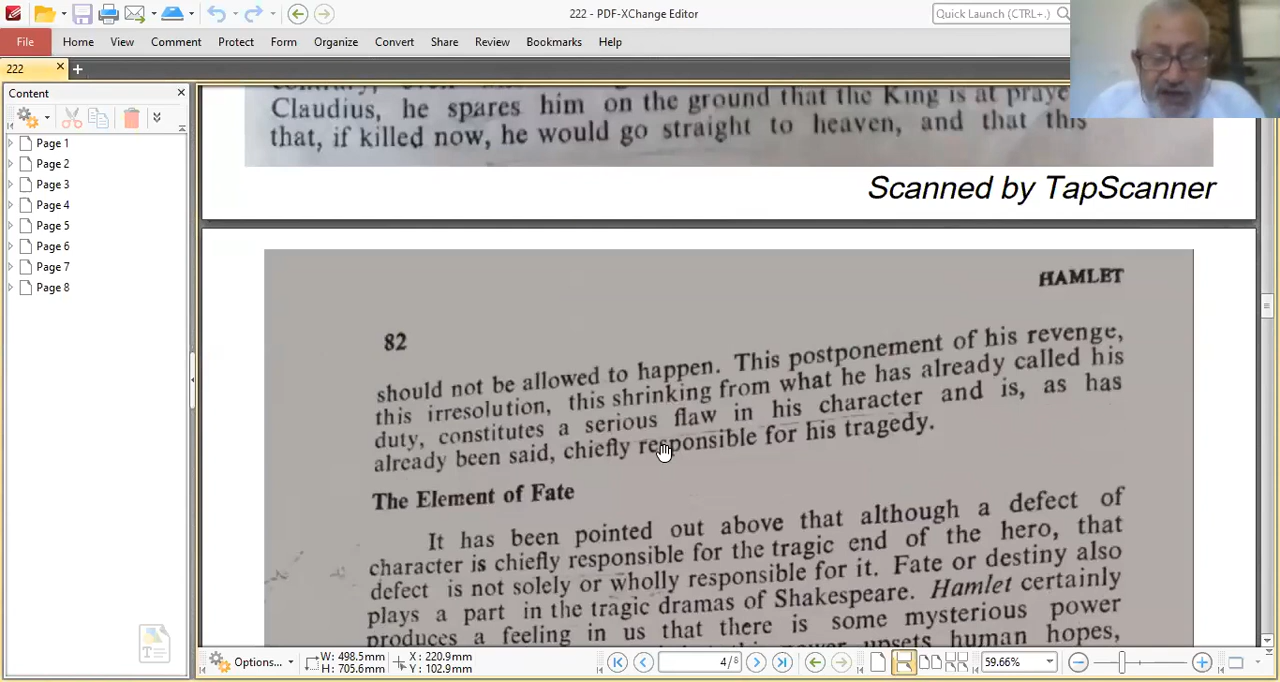 222 - PDF-XChange Editor
Quick Launch (CTRL+.)
File Home View Comment Protect Form Organize Convert Share Review Bookmarks Help
222
Content
Page 1
Page 2
Page 3
Page 4
Page 5
Page 6
Page 7
Page 8
Claudius, he spares him on the ground that the King is at praye
that, if killed now, he would go straight to heaven, and that this
Scanned by TapScanner
HAMLET
82
should not be allowed to happen. This postponement of his revenge,
this irresolution, this shrinking from what he has already called his
duty, constitutes a serious flaw in his character and is, as has
already been said, chiefly responsible for his tragedy.
The Element of Fate
It has been pointed out above that although a defect of
character is chiefly responsible for the tragic end of the hero, that
defect is not solely or wholly responsible for it. Fate or destiny also
plays a part in the tragic dramas of Shakespeare. Hamlet certainly
produces a feeling in us that there is some mysterious power
upsets human hopes,
Options...
W: 498.5mm
H: 705.6mm
X: 220.9mm
Y: 102.9mm
4/8
59.66%